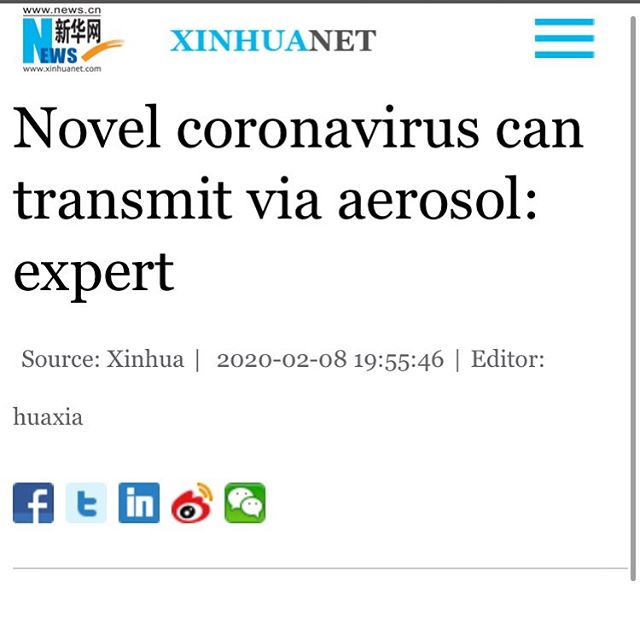 www.news.cn
新华网
NEWS
www.xinhuanet.com
XINHUANET
Novel coronavirus can
transmit via aerosol:
expert
Source: Xinhua | 2020-02-08 19:55:46 | Editor:
huaxia
f
t
in